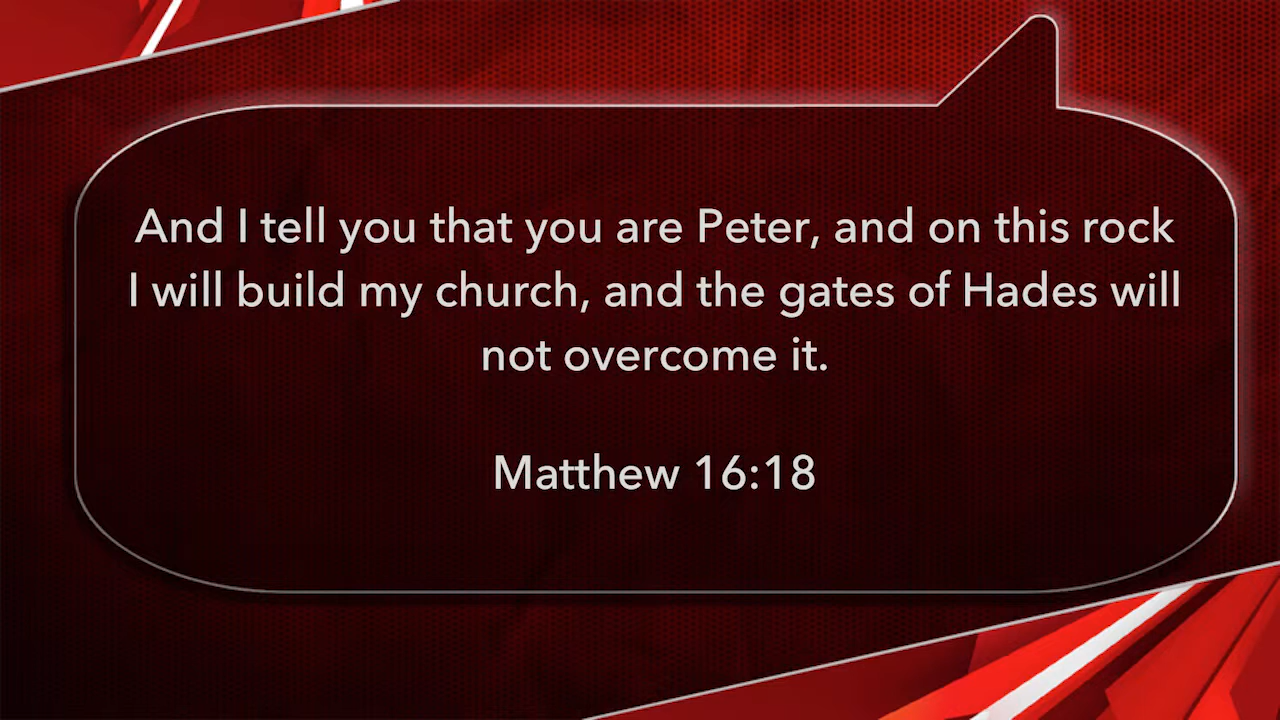 And I tell you that you are Peter, and on this rock
I will build my church, and the gates of Hades will
not overcome it.
Matthew 16:18